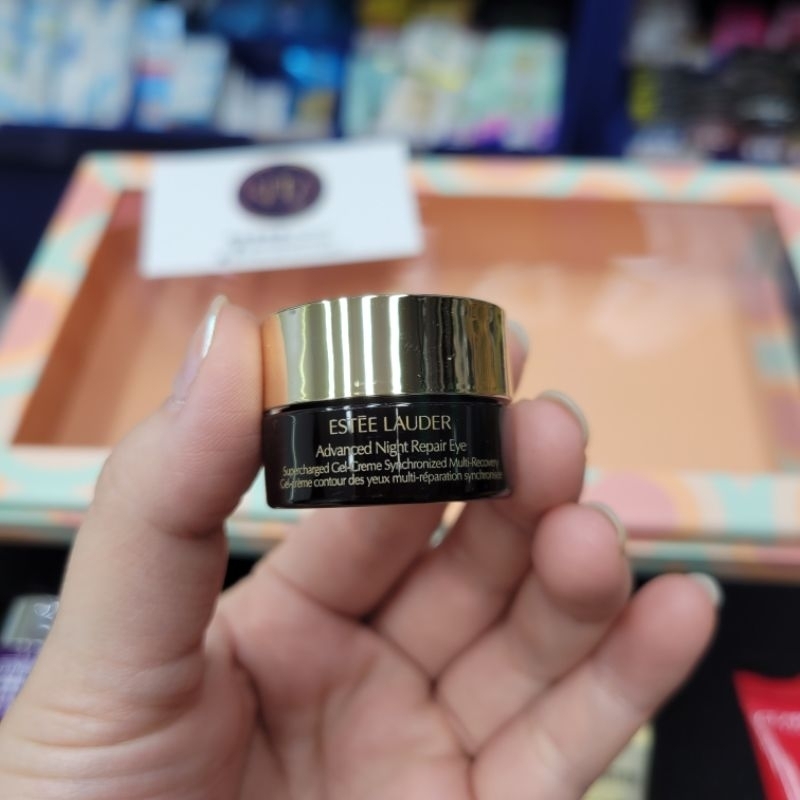 ESTĒE LAUDER
Advanced Night Repair Eye
Supercharged Gel-Creme Synchronized Multi-Recovery
Gel-crème contour des yeux multi-réparation synchronisée